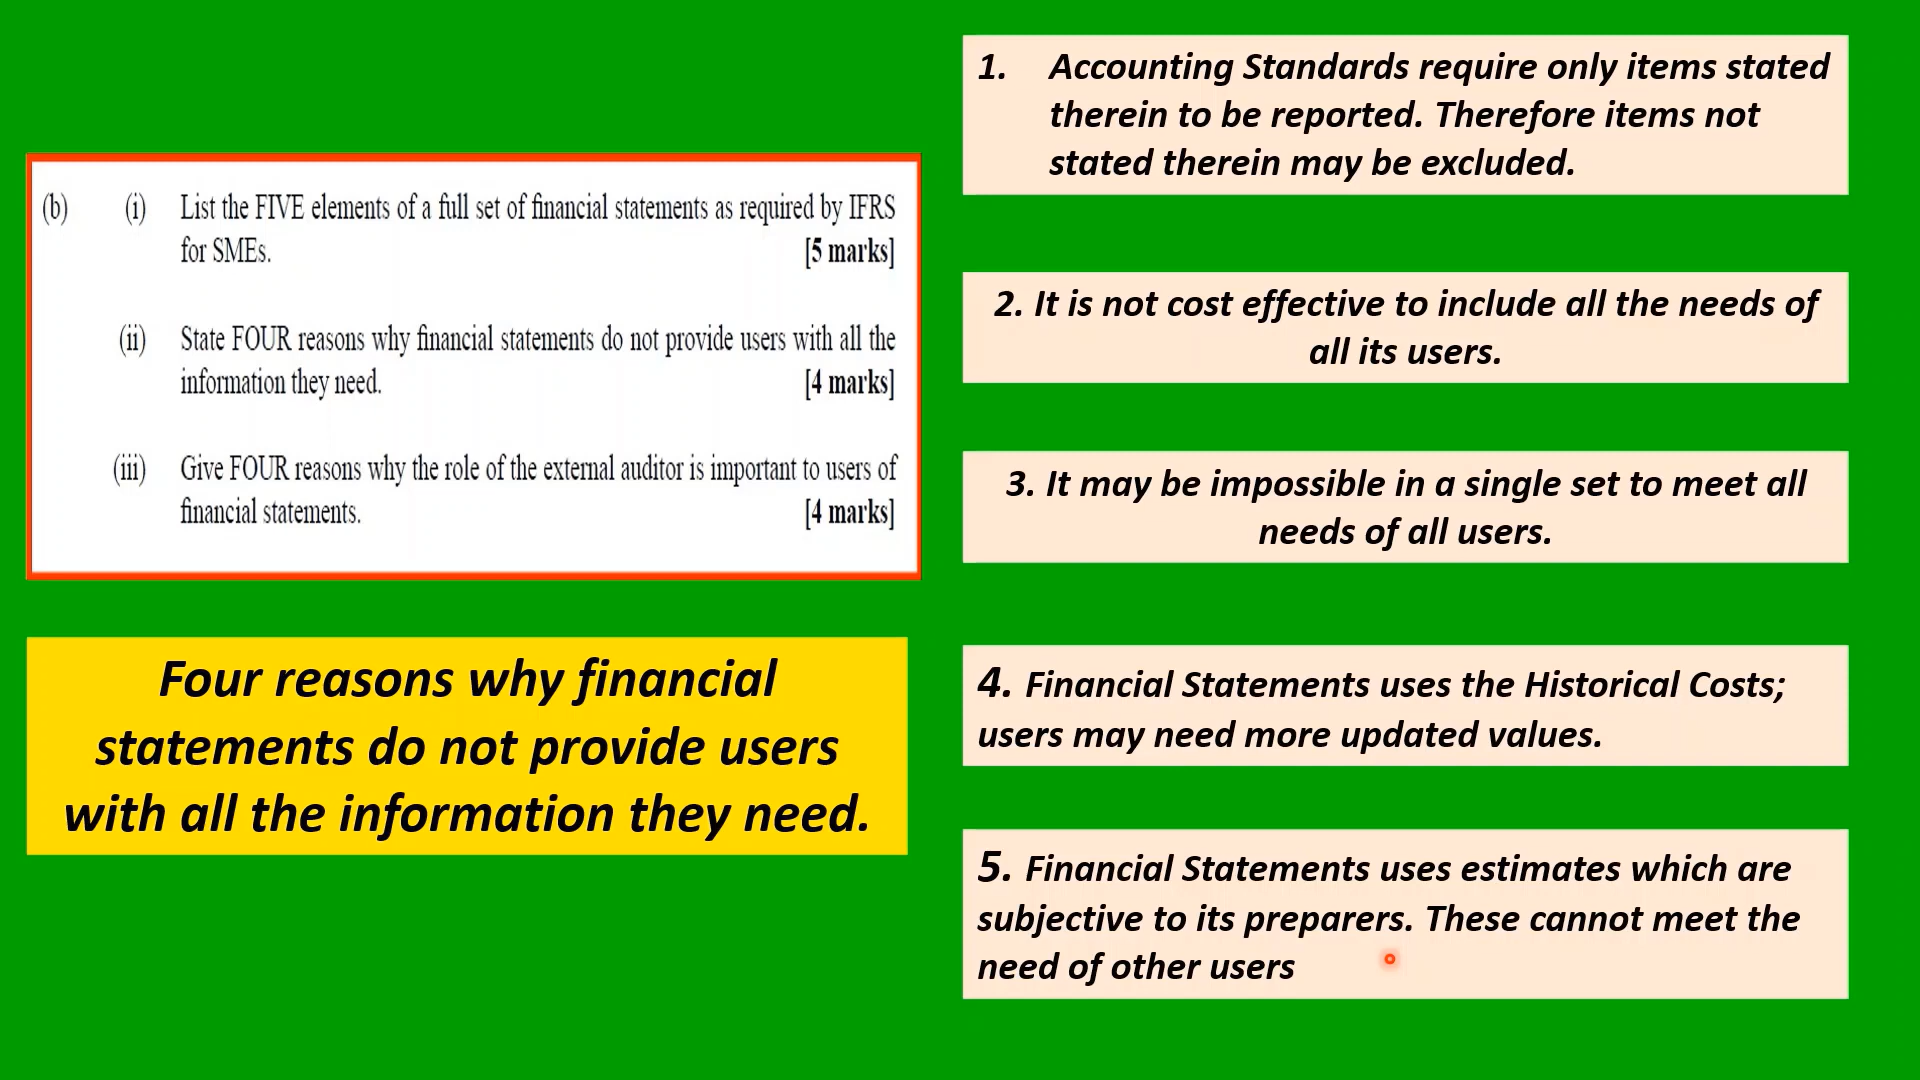 (b) (i) List the FIVE elements of a full set of financial statements as required by IFRS
for SMEs. [5 marks]
(ii) State FOUR reasons why financial statements do not provide users with all the
information they need. [4 marks]
(iii) Give FOUR reasons why the role of the external auditor is important to users of
financial statements. [4 marks]
Four reasons why financial
statements do not provide users
with all the information they need.
1. Accounting Standards require only items stated
therein to be reported. Therefore items not
stated therein may be excluded.
2. It is not cost effective to include all the needs of
all its users.
3. It may be impossible in a single set to meet all
needs of all users.
4. Financial Statements uses the Historical Costs;
users may need more updated values.
5. Financial Statements uses estimates which are
subjective to its preparers. These cannot meet the
need of other users